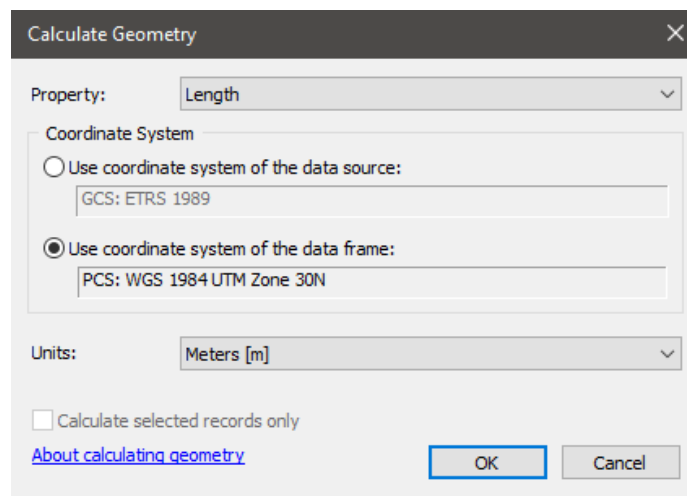 Calculate Geometry
Property: Length
Coordinate System
Use coordinate system of the data source:
GCS: ETRS 1989
Use coordinate system of the data frame:
PCS: WGS 1984 UTM Zone 30N
Units: Meters [m]
Calculate selected records only
About calculating geometry OK Cancel